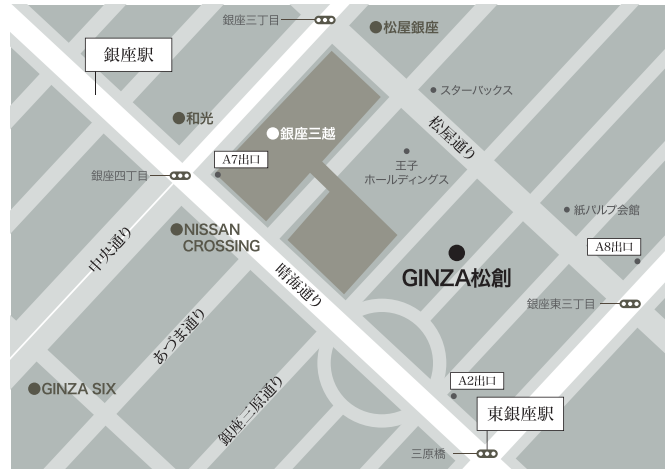 銀座三丁目
松屋銀座
銀座駅
スターバックス
和光
銀座三越
松屋通り
A7出口
王子
ホールディングス
銀座四丁目
紙パルプ会館
NISSAN
CROSSING
中央通り
A8出口
GINZA松創
晴海通り
銀座東三丁目
あづま通り
A2出口
GINZA SIX
銀座三原通り
東銀座駅
三原橋